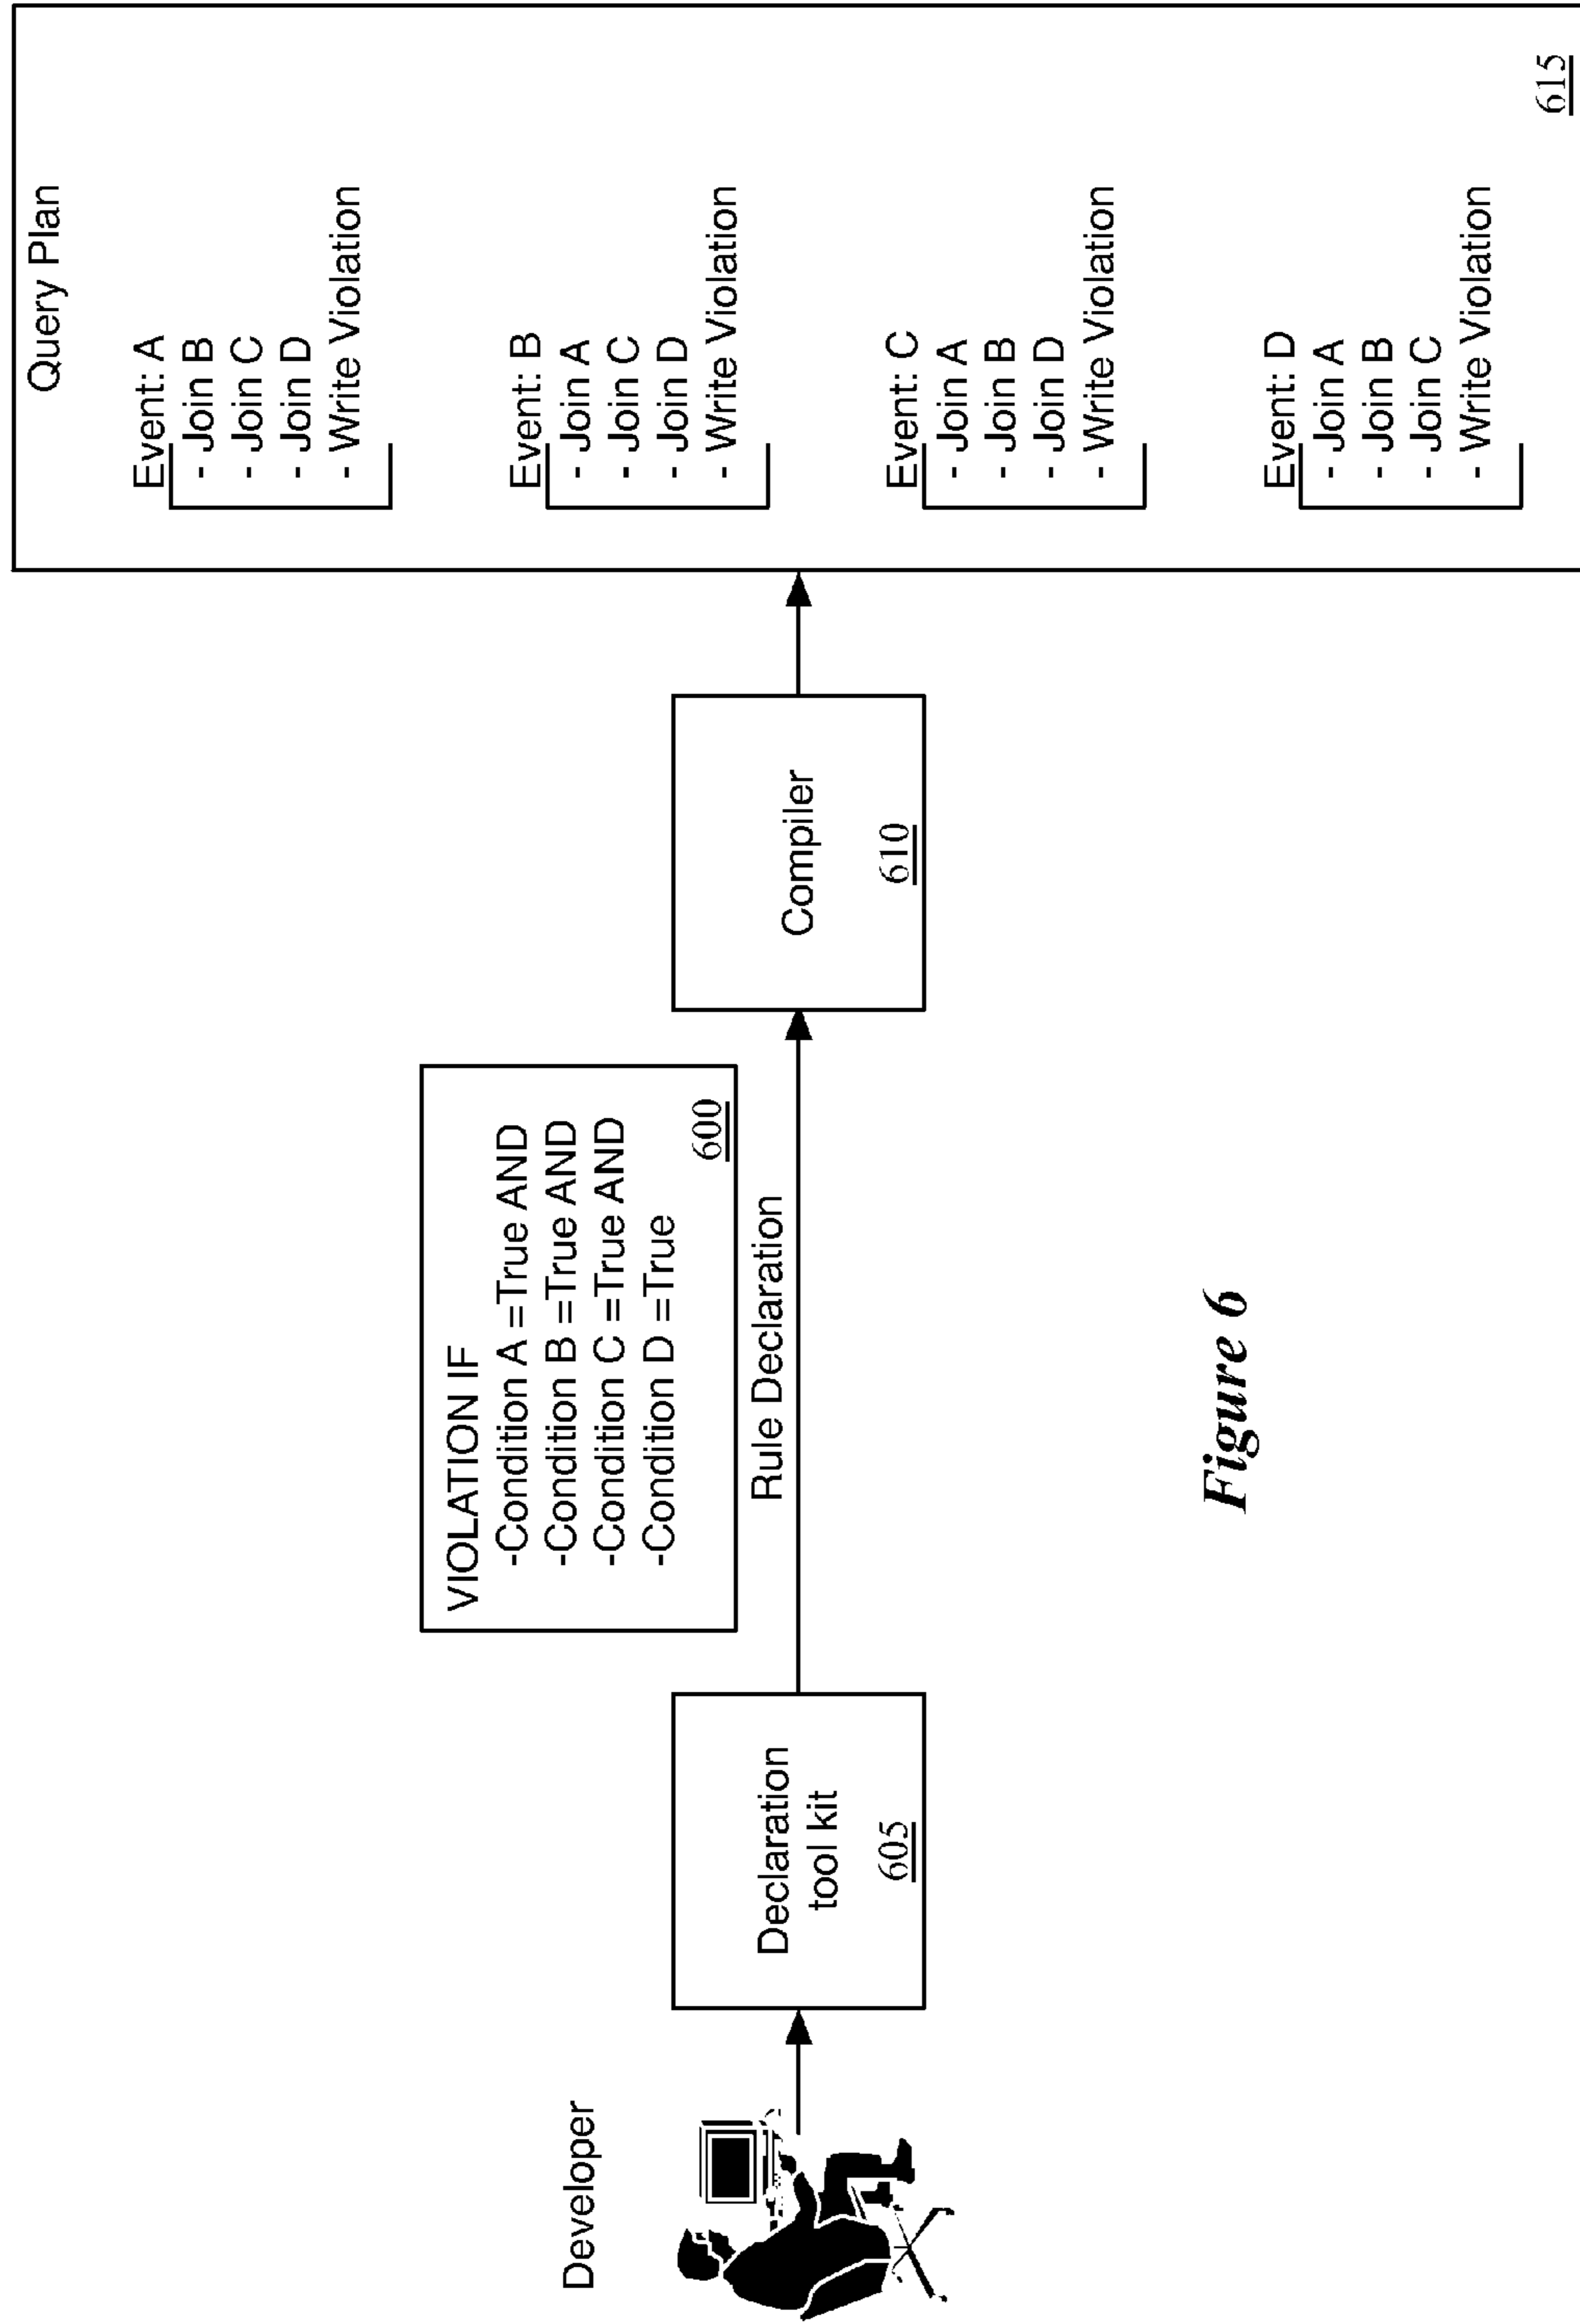 Developer
Declaration
tool kit
605
VIOLATION IF
-Condition A =True AND
-Condition B =True AND
-Condition C =True AND
-Condition D =True
600
Rule Declaration
Compiler
610
Query Plan
Event: A
- Join B
- Join C
- Join D
- Write Violation
Event: B
- Join A
- Join C
- Join D
- Write Violation
Event: C
- Join A
- Join B
- Join D
- Write Violation
Event: D
- Join A
- Join B
- Join C
- Write Violation
615
Figure 6